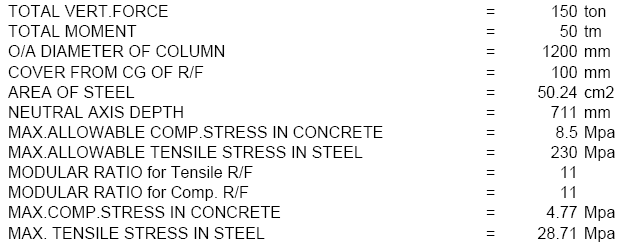 TOTAL VERT.FORCE = 150 ton
TOTAL MOMENT = 50 tm
O/A DIAMETER OF COLUMN = 1200 mm
COVER FROM CG OF R/F = 100 mm
AREA OF STEEL = 50.24 cm2
NEUTRAL AXIS DEPTH = 711 mm
MAX.ALLOWABLE COMP.STRESS IN CONCRETE = 8.5 Mpa
MAX.ALLOWABLE TENSILE STRESS IN STEEL = 230 Mpa
MODULAR RATIO for Tensile R/F = 11
MODULAR RATIO for Comp. R/F = 11
MAX.COMP.STRESS IN CONCRETE = 4.77 Mpa
MAX. TENSILE STRESS IN STEEL = 28.71 Mpa